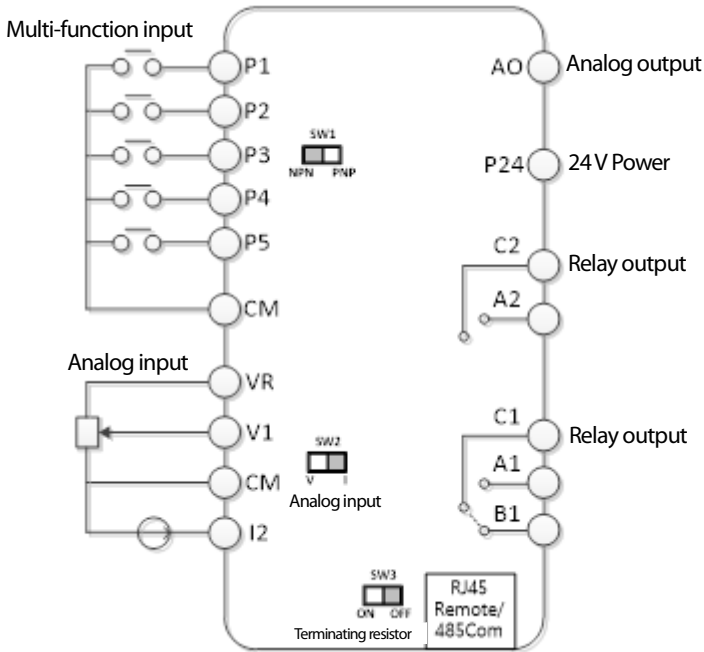 Multi-function input
P1
P2
P3
P4
P5
CM
SW1
NPN PNP
Analog input
VR
V1
CM
I2
SW2
V I
Analog input
SW3
ON OFF
Terminating resistor
RJ45
Remote/
485Com
AO Analog output
P24 24 V Power
C2 Relay output
A2
C1 Relay output
A1
B1